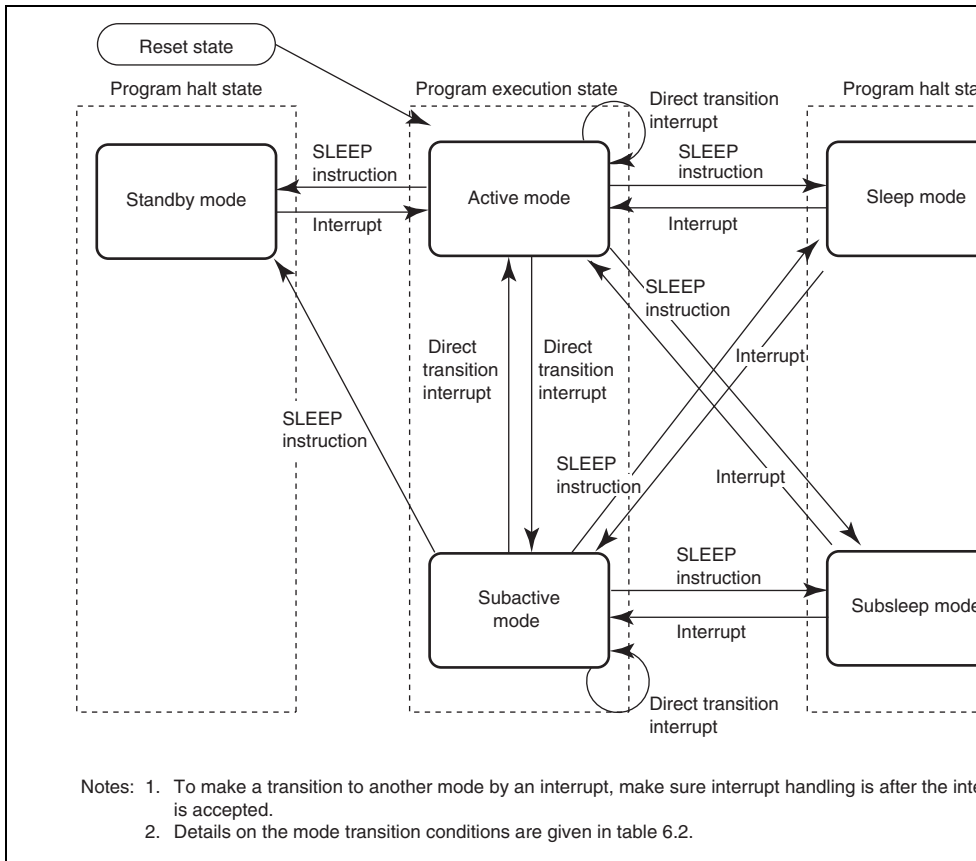 Reset state
Program halt state
Program execution state
Program halt
Direct transition
interrupt
SLEEP
instruction
SLEEP
instruction
Standby mode
Active mode
Sleep mode
Interrupt
Interrupt
SLEEP
instruction
Direct
transition
interrupt
Direct
transition
interrupt
Interrupt
SLEEP
instruction
SLEEP
instruction
Interrupt
SLEEP
instruction
Subactive
mode
Subsleep mode
Interrupt
Direct transition
interrupt
Notes: 1. To make a transition to another mode by an interrupt, make sure interrupt handling is after the
is accepted.
2. Details on the mode transition conditions are given in table 6.2.